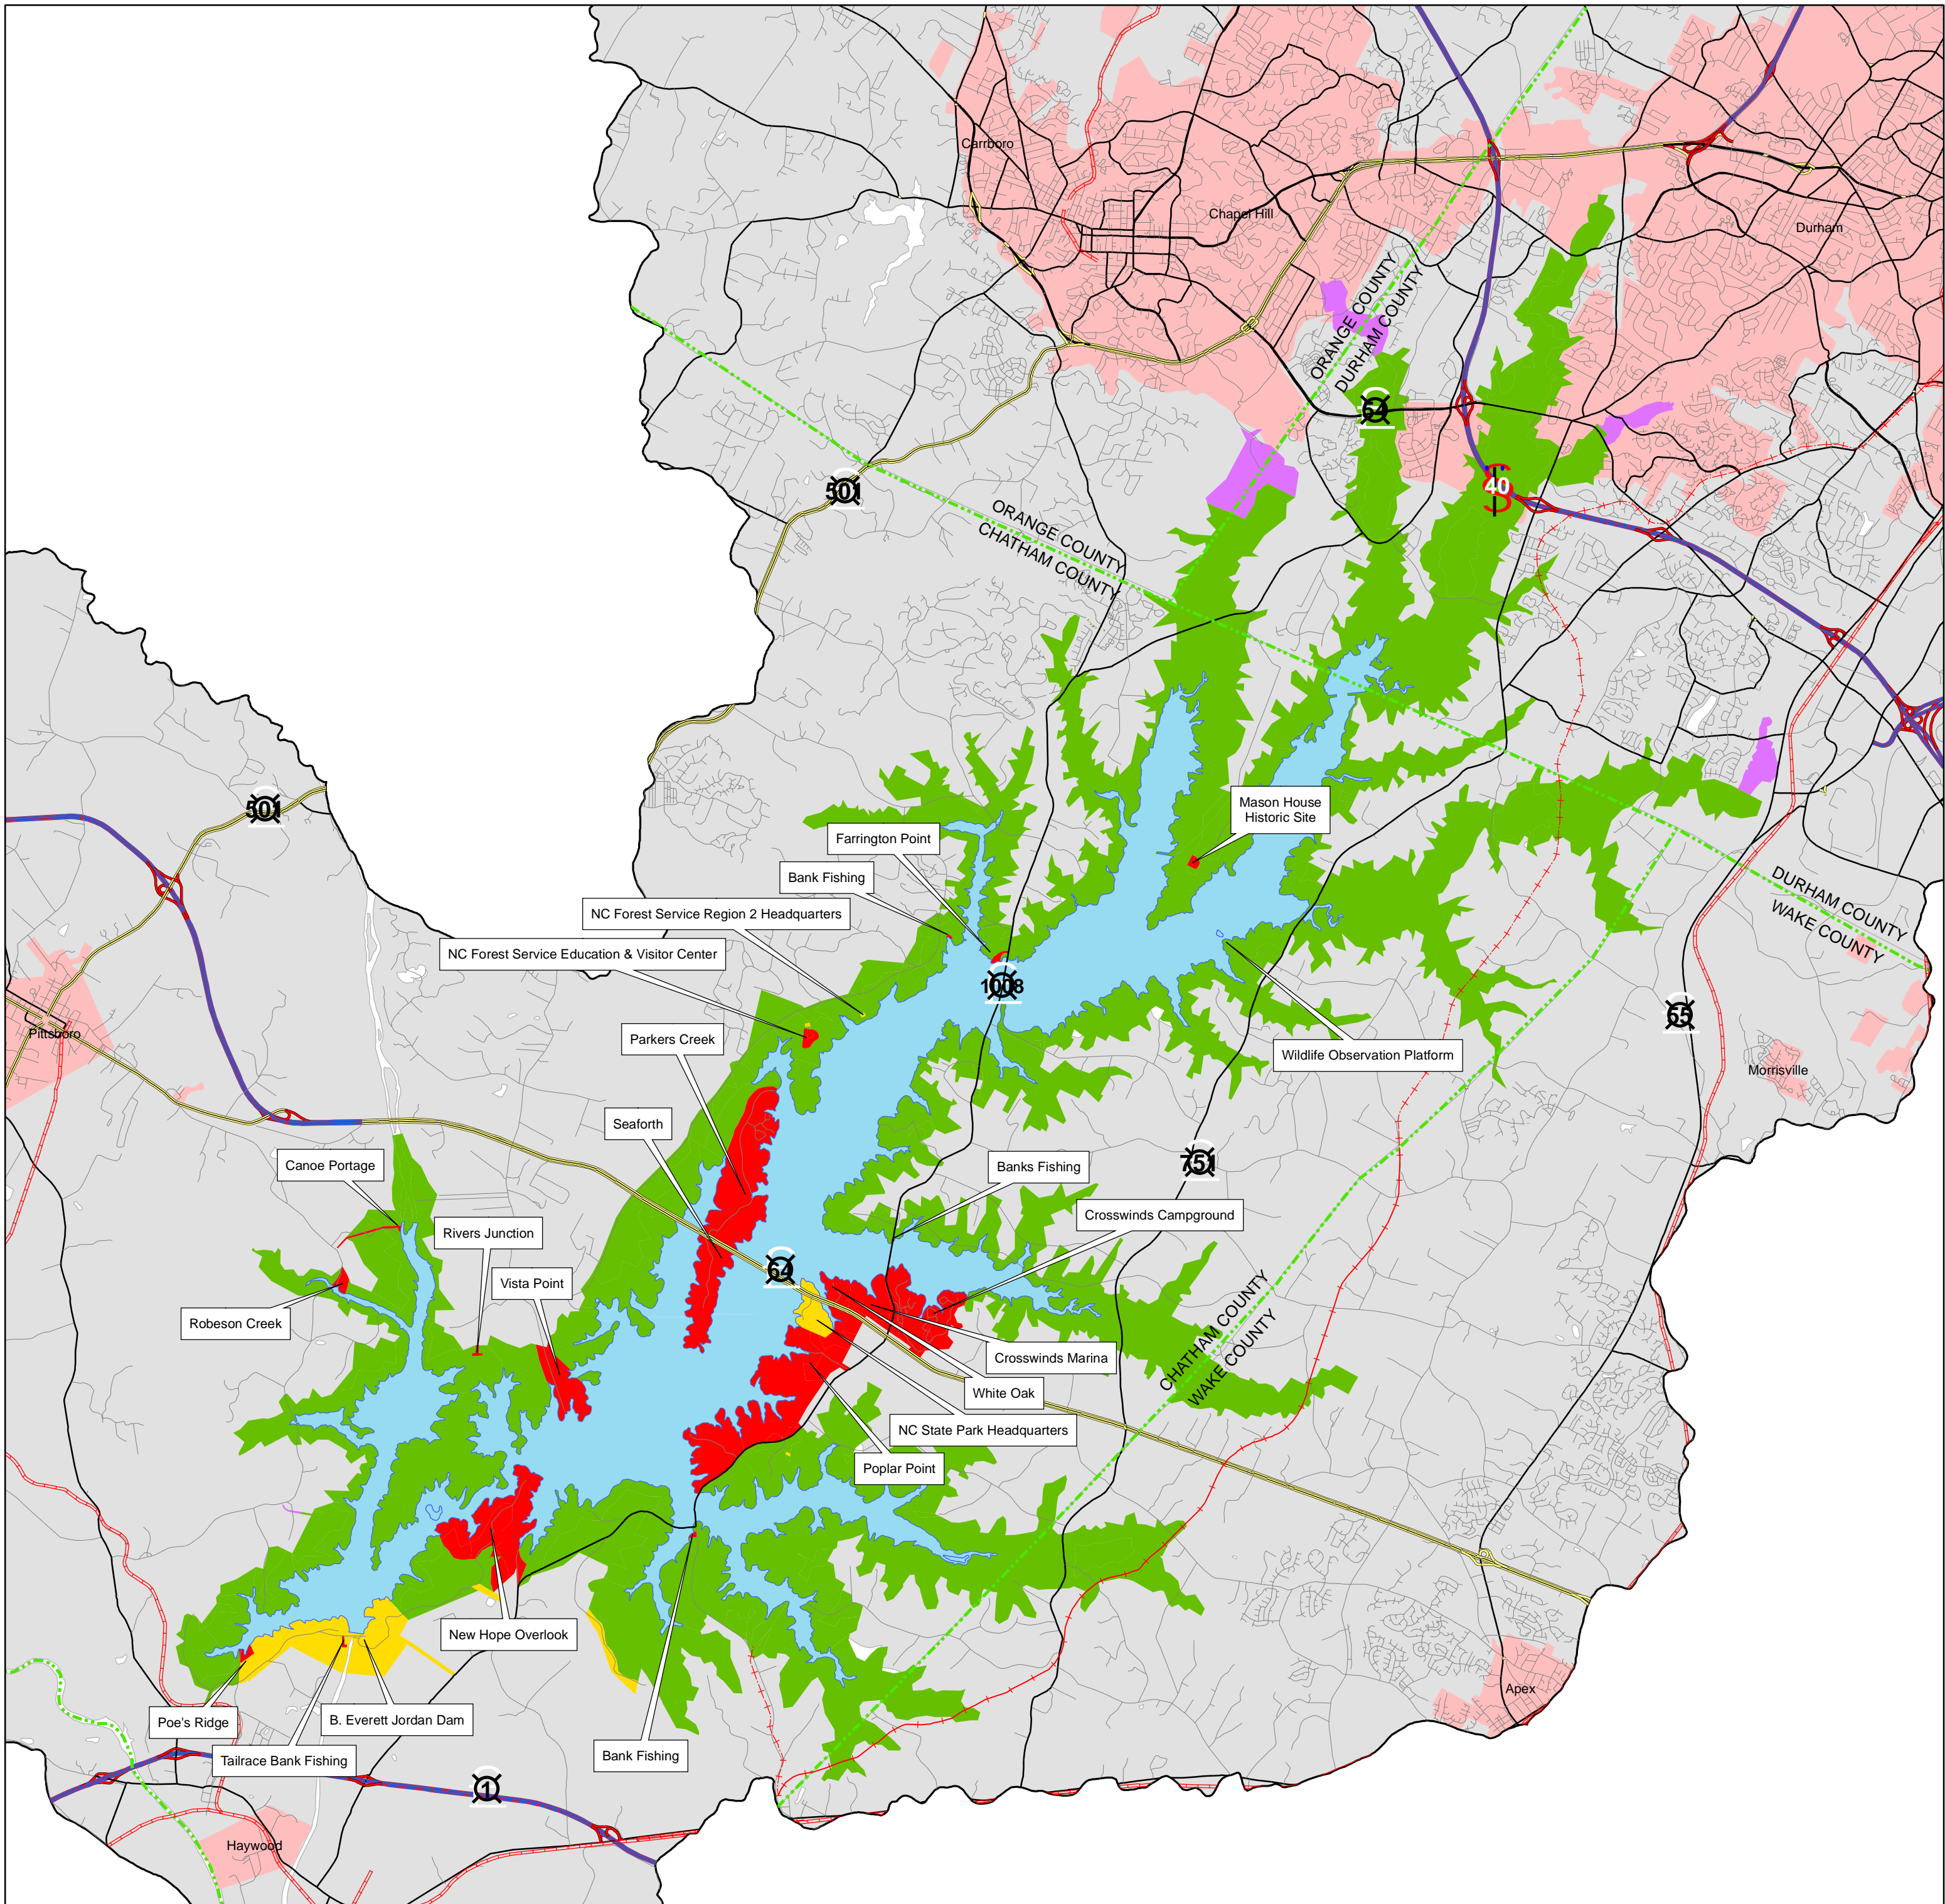 Carrboro
Chapel Hill
Durham
ORANGE COUNTY
DURHAM COUNTY
54
40
501
ORANGE COUNTY
CHATHAM COUNTY
501
Mason House
Historic Site
Farrington Point
Bank Fishing
NC Forest Service Region 2 Headquarters
NC Forest Service Education & Visitor Center
DURHAM COUNTY
WAKE COUNTY
1008
55
Pittsboro
Parkers Creek
Wildlife Observation Platform
Morrisville
Seaforth
Canoe Portage
Banks Fishing
751
Crosswinds Campground
Rivers Junction
64
Vista Point
Robeson Creek
CHATHAM COUNTY
WAKE COUNTY
Crosswinds Marina
White Oak
NC State Park Headquarters
Poplar Point
New Hope Overlook
Apex
Poe's Ridge
B. Everett Jordan Dam
Tailrace Bank Fishing
Bank Fishing
1
Haywood